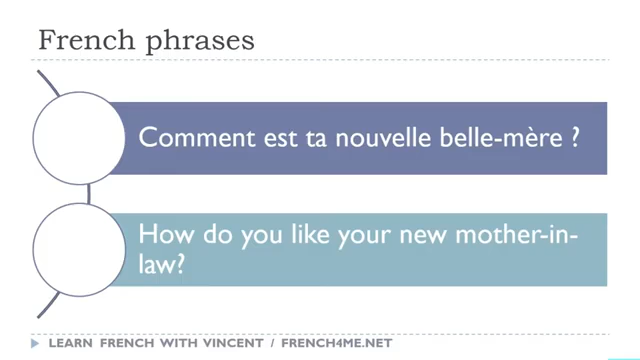 French phrases
Comment est ta nouvelle belle-mère ?
How do you like your new mother-in-
law?
LEARN FRENCH WITH VINCENT / FRENCH4ME.NET